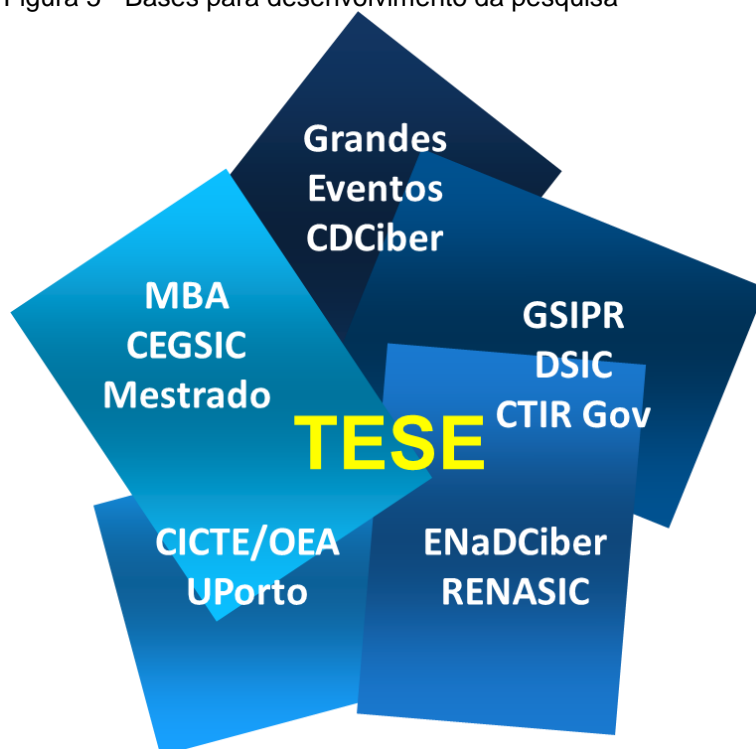 Figura 5 - Bases para desenvolvimento da pesquisa
Grandes
Eventos
CDCiber
MBA
CEGSIC
Mestrado
GSIPR
DSIC
CTIR Gov
TESE
CICTE/OEA
UPorto
ENaDCiber
RENASIC